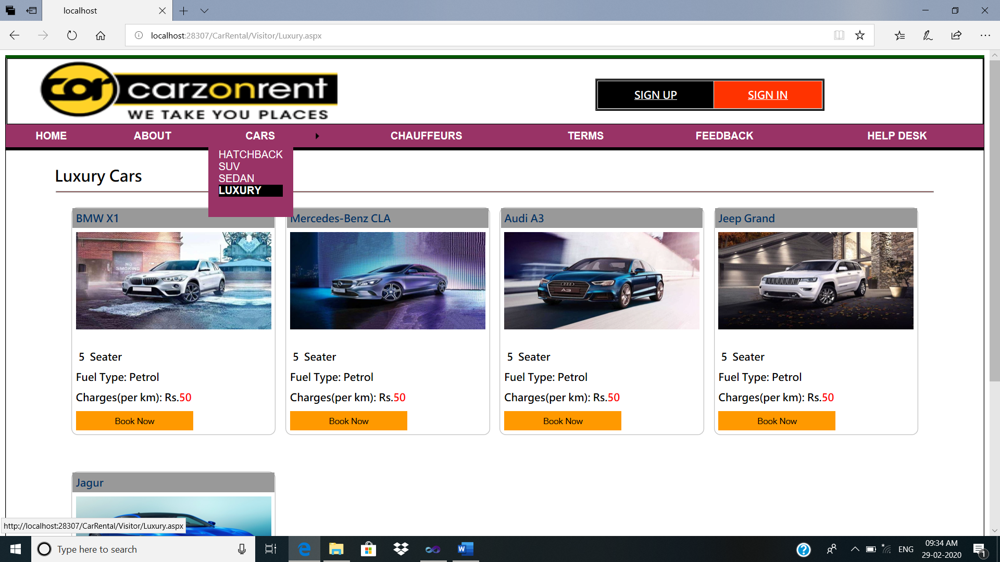 localhost
localhost:28307/CarRental/Visitor/Luxury.aspx
cor carzonrent
WE TAKE YOU PLACES
SIGN UP SIGN IN
HOME ABOUT CARS CHAUFFEURS TERMS FEEDBACK HELP DESK
HATCHBACK
SUV
SEDAN
LUXURY
Luxury Cars
BMW X1 Mercedes-Benz CLA Audi A3 Jeep Grand
NO
SMOKING
A3
5 Seater 5 Seater 5 Seater 5 Seater
Fuel Type: Petrol Fuel Type: Petrol Fuel Type: Petrol Fuel Type: Petrol
Charges(per km): Rs.50 Charges(per km): Rs.50 Charges(per km): Rs.50 Charges(per km): Rs.50
Book Now Book Now Book Now Book Now
Jagur
http://localhost:28307/CarRental/Visitor/Luxury.aspx
Type here to search
ENG
09:34 AM
29-02-2020
1